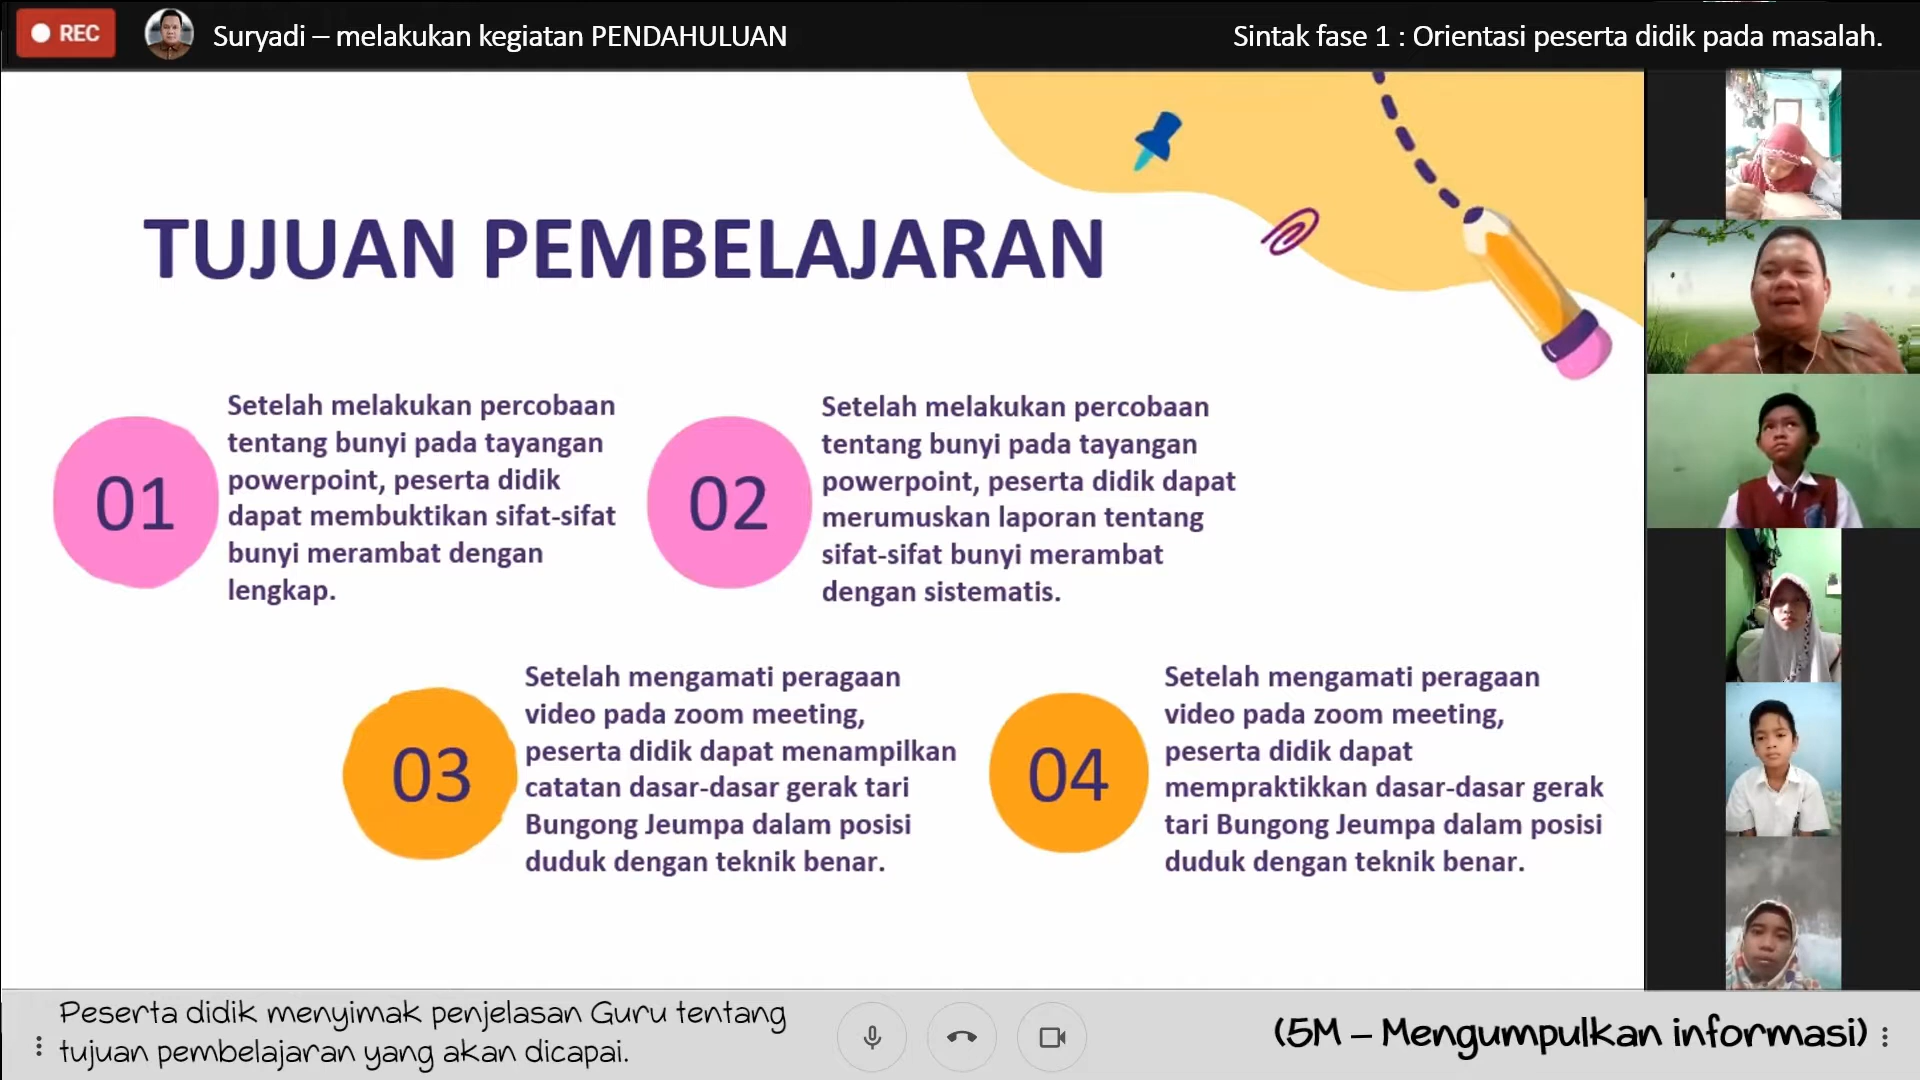 REC
Suryadi – melakukan kegiatan PENDAHULUAN
Sintak fase 1 : Orientasi peserta didik pada masalah.
TUJUAN PEMBELAJARAN
01
Setelah melakukan percobaan
tentang bunyi pada tayangan
powerpoint, peserta didik
dapat membuktikan sifat-sifat
bunyi merambat dengan
lengkap.
02
Setelah melakukan percobaan
tentang bunyi pada tayangan
powerpoint, peserta didik dapat
merumuskan laporan tentang
sifat-sifat bunyi merambat
dengan sistematis.
03
Setelah mengamati peragaan
video pada zoom meeting,
peserta didik dapat menampilkan
catatan dasar-dasar gerak tari
Bungong Jeumpa dalam posisi
duduk dengan teknik benar.
04
Setelah mengamati peragaan
video pada zoom meeting,
peserta didik dapat
mempraktikkan dasar-dasar gerak
tari Bungong Jeumpa dalam posisi
duduk dengan teknik benar.
Peserta didik menyimak penjelasan Guru tentang
tujuan pembelajaran yang akan dicapai.
(5M – Mengumpulkan informasi)